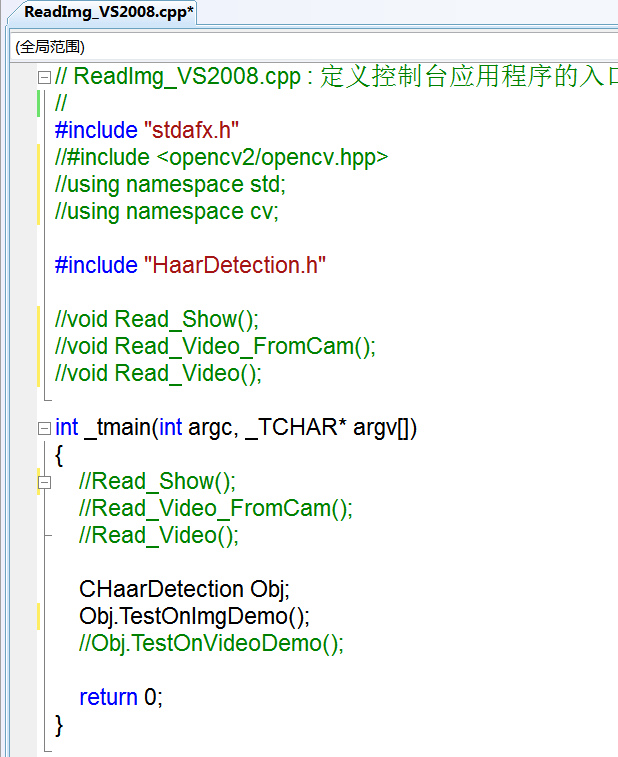 ReadImg_VS2008.cpp*
(全局范围)
// ReadImg_VS2008.cpp : 定义控制台应用程序的入口
//
#include "stdafx.h"
//#include <opencv2/opencv.hpp>
//using namespace std;
//using namespace cv;
#include "HaarDetection.h"
//void Read_Show();
//void Read_Video_FromCam();
//void Read_Video();
int _tmain(int argc, _TCHAR* argv[])
{
//Read_Show();
//Read_Video_FromCam();
//Read_Video();
CHaarDetection Obj;
Obj.TestOnImgDemo();
//Obj.TestOnVideoDemo();
return 0;
}